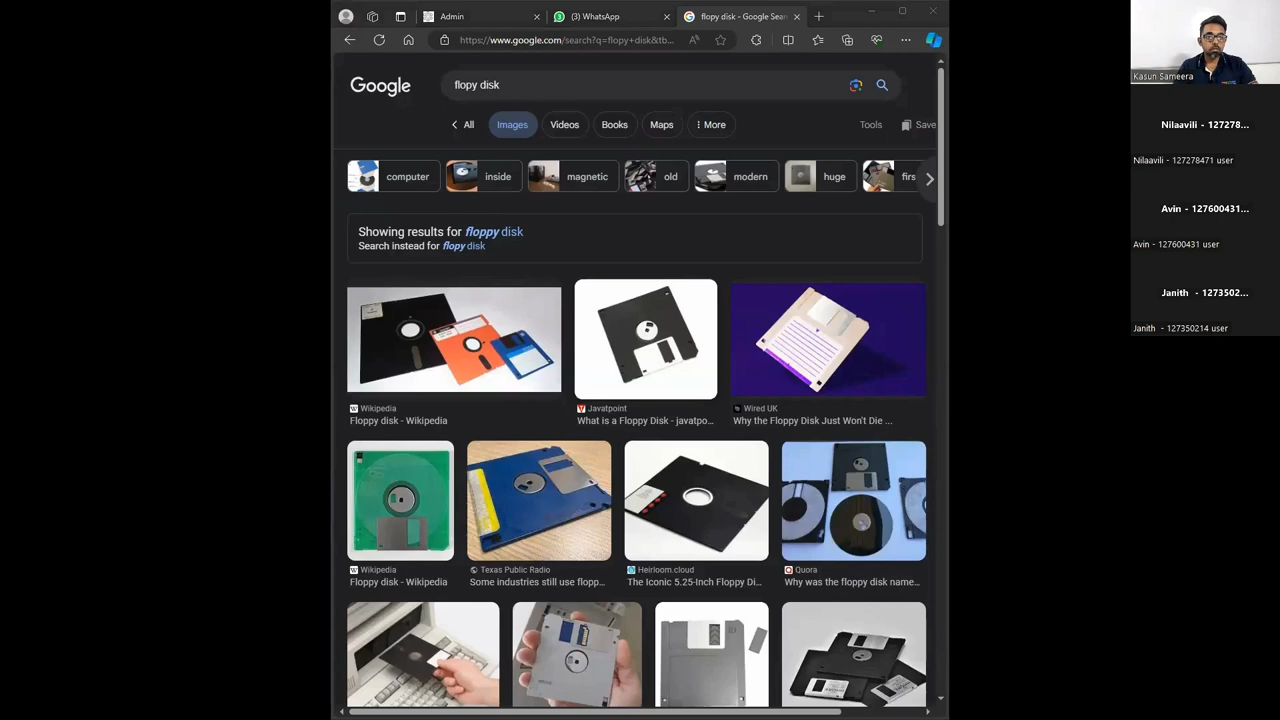 Admin
(3) WhatsApp
flopy disk - Google Sear
https://www.google.com/search?q=flopy+disk&tb...
Google
flopy disk
All
Images
Videos
Books
Maps
More
Tools
Save
computer
inside
magnetic
old
modern
huge
firs
Showing results for floppy disk
Search instead for flopy disk
Wikipedia
Floppy disk - Wikipedia
Javatpoint
What is a Floppy Disk - javatpo...
Wired UK
Why the Floppy Disk Just Won't Die ...
Wikipedia
Floppy disk - Wikipedia
Texas Public Radio
Some industries still use flopp...
Heirloom.cloud
The Iconic 5.25-Inch Floppy Di...
Quora
Why was the floppy disk name...
Kasun Sameera
Nilaavili - 127278...
Nilaavili - 127278471 user
Avin - 12760043​1...
Avin - 127600431 user
Janith - 1273502...
Janith - 127350214 user